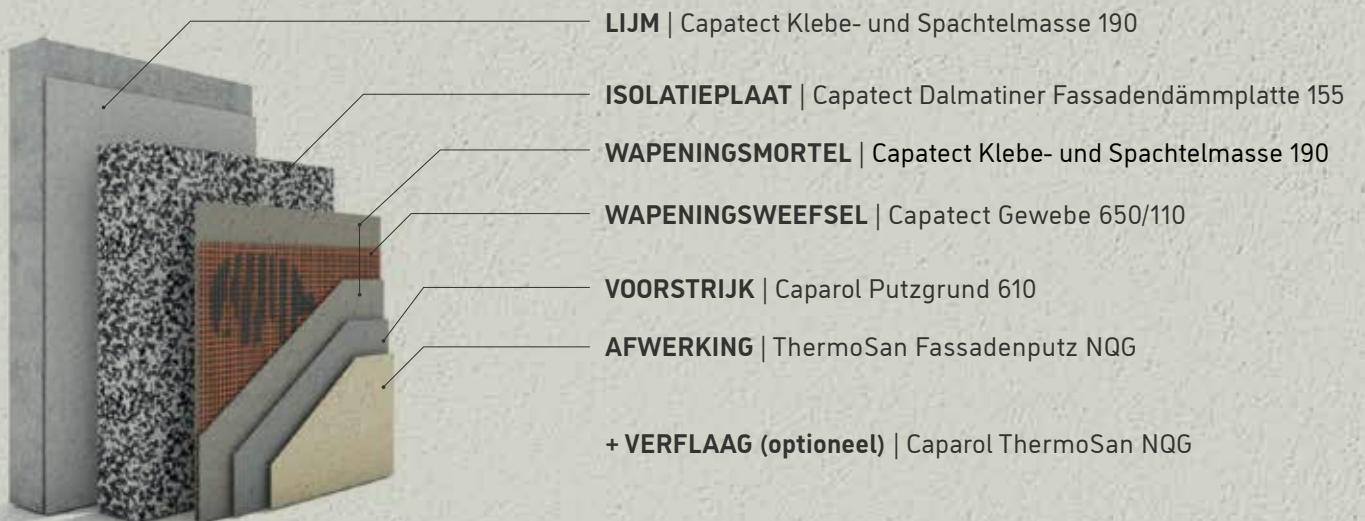 LIJM | Capatect Klebe- und Spachtelmasse 190
ISOLATIEPLAAT | Capatect Dalmatiner Fassadendämmplatte 155
WAPENINGSMORTEL | Capatect Klebe- und Spachtelmasse 190
WAPENINGSWEEFSEL | Capatect Gewebe 650/110
VOORSTRIJK | Caparol Putzgrund 610
AFWERKING | ThermoSan Fassadenputz NQG
+ VERFLAAG (optioneel) | Caparol ThermoSan NQG